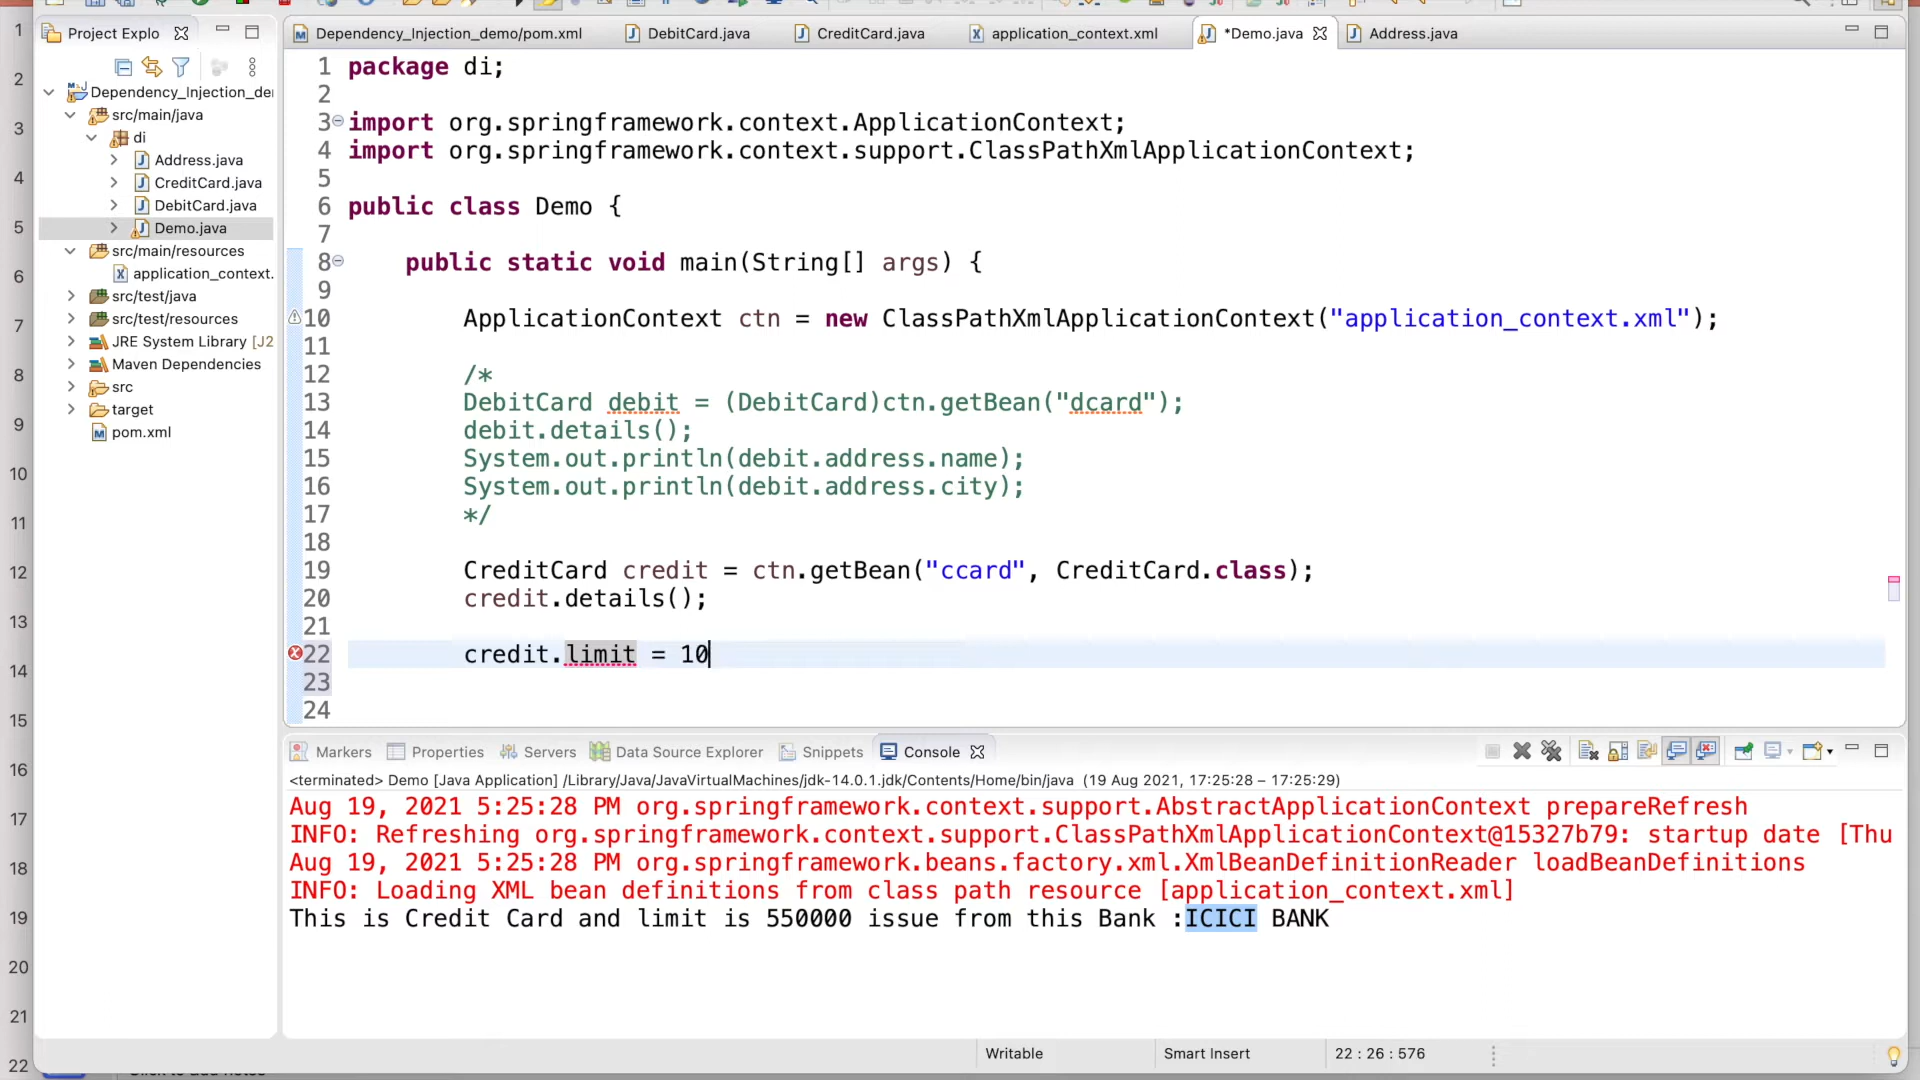 Project Explo
Dependency_Injection_demo/pom.xml
DebitCard.java
CreditCard.java
application_context.xml
*Demo.java
Address.java
Dependency_Injection_de
src/main/java
di
Address.java
CreditCard.java
DebitCard.java
Demo.java
src/main/resources
application_context.
src/test/java
src/test/resources
JRE System Library [J2
Maven Dependencies
src
target
pom.xml
1 package di;
2
3 import org.springframework.context.ApplicationContext;
4 import org.springframework.context.support.ClassPathXmlApplicationContext;
5
6 public class Demo {
7
8 public static void main(String[] args) {
9
10 ApplicationContext ctn = new ClassPathXmlApplicationContext("application_context.xml");
11
12 /*
13 DebitCard debit = (DebitCard)ctn.getBean("dcard");
14 debit.details();
15 System.out.println(debit.address.name);
16 System.out.println(debit.address.city);
17 */
18
19 CreditCard credit = ctn.getBean("ccard", CreditCard.class);
20 credit.details();
21
22 credit.limit = 10
23
24
Markers
Properties
Servers
Data Source Explorer
Snippets
Console
<terminated> Demo [Java Application] /Library/Java/JavaVirtualMachines/jdk-14.0.1.jdk/Contents/Home/bin/java (19 Aug 2021, 17:25:28 – 17:25:29)
Aug 19, 2021 5:25:28 PM org.springframework.context.support.AbstractApplicationContext prepareRefresh
INFO: Refreshing org.springframework.context.support.ClassPathXmlApplicationContext@15327b79: startup date [Thu
Aug 19, 2021 5:25:28 PM org.springframework.beans.factory.xml.XmlBeanDefinitionReader loadBeanDefinitions
INFO: Loading XML bean definitions from class path resource [application_context.xml]
This is Credit Card and limit is 550000 issue from this Bank :ICICI BANK
Writable
Smart Insert
22 : 26 : 576
1
2
3
4
5
6
7
8
9
10
11
12
13
14
15
16
17
18
19
20
21
22